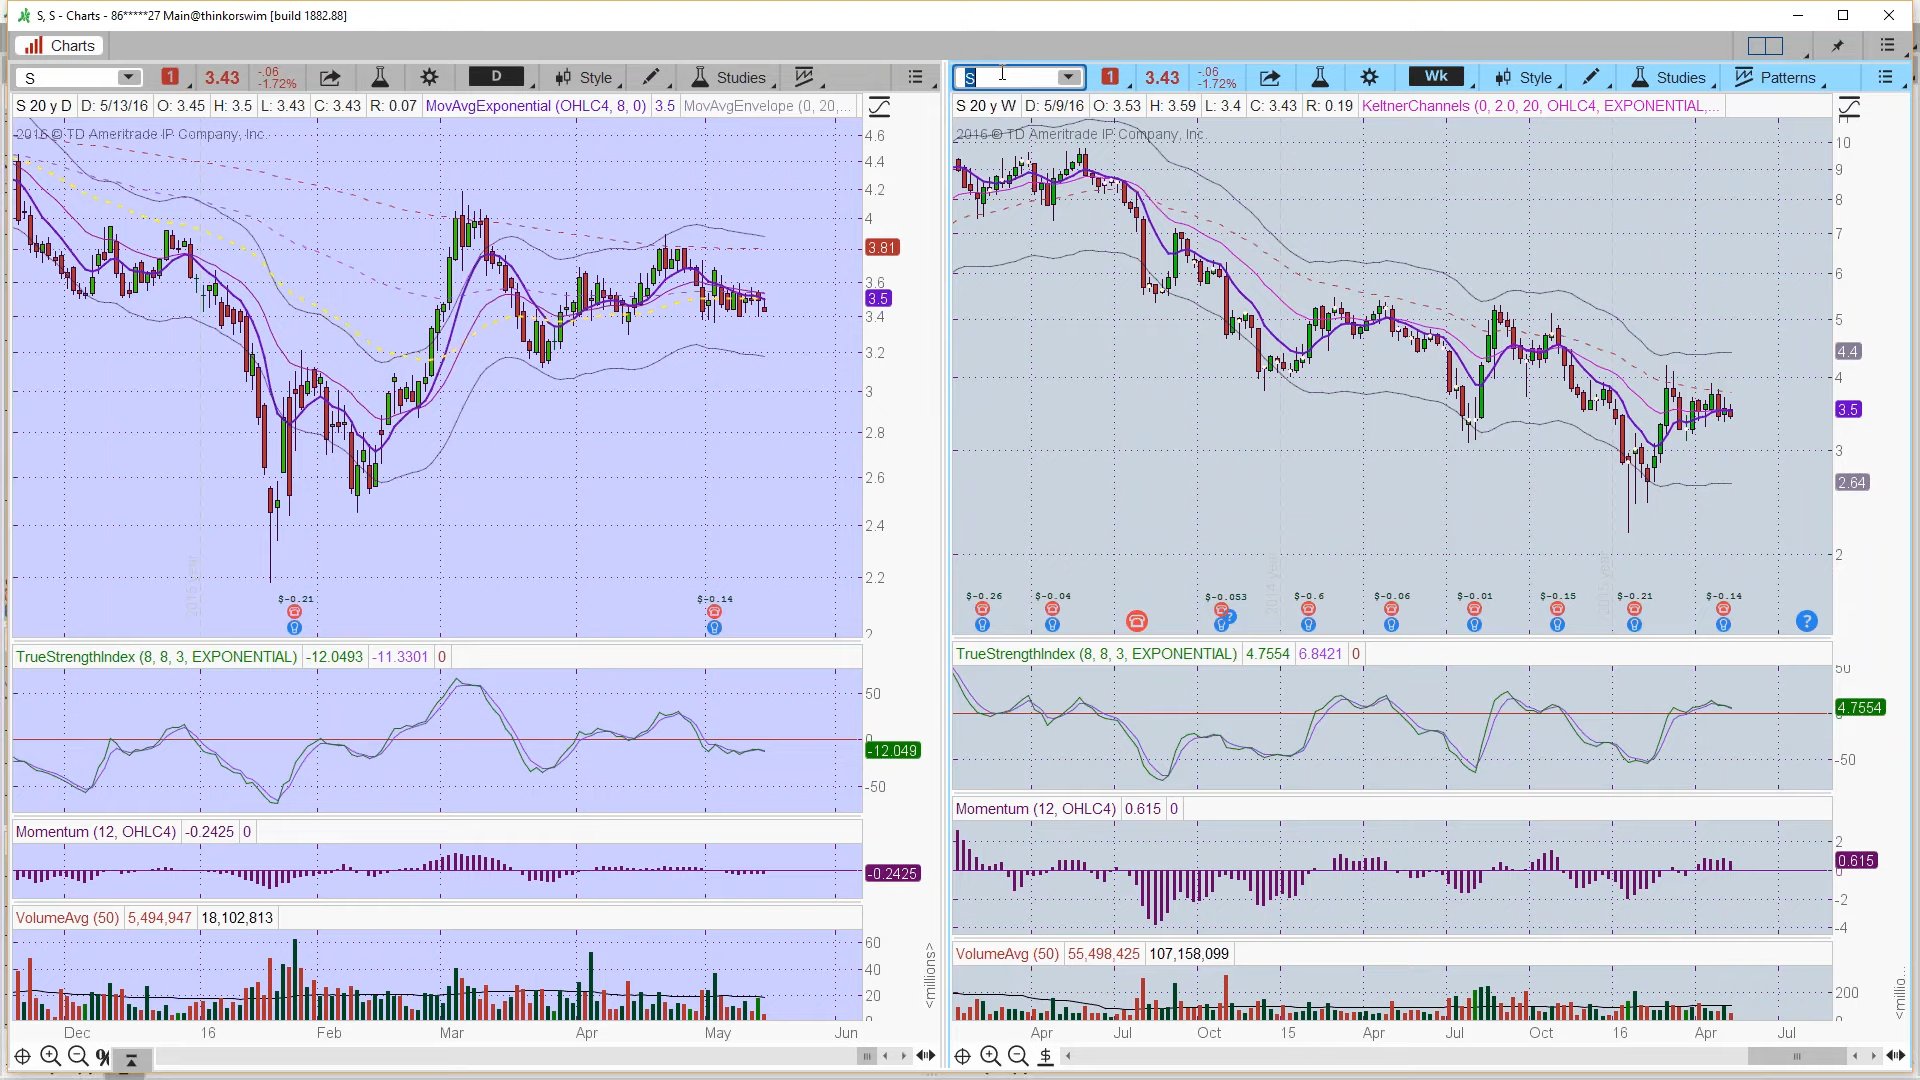 S, S - Charts - 86*****27 Main@thinkorswim [build 1882.88]
Charts
S 1 3.43 -.06 -1.72% D Style Studies
S 20 y D D: 5/13/16 O: 3.45 H: 3.5 L: 3.43 C: 3.43 R: 0.07 MovAvgExponential (OHLC4, 8, 0) 3.5 MovAvgEnvelope (0, 20,...
2016 © TD Ameritrade IP Company, Inc.
4.6
4.4
4.2
4
3.81
3.6
3.5
3.4
3.2
3
2.8
2.6
2.4
2.2
2
2016 year
$-0.21 $-0.14
TrueStrengthIndex (8, 8, 3, EXPONENTIAL) -12.0493 -11.3301 0
50
0
-12.049
-50
Momentum (12, OHLC4) -0.2425 0
-0.2425
VolumeAvg (50) 5,494,947 18,102,813
60
40
20
0
<millions>
Dec 16 Feb Mar Apr May Jun
S 1 3.43 -.06 -1.72% Wk Style Studies Patterns
S 20 y W D: 5/9/16 O: 3.53 H: 3.59 L: 3.4 C: 3.43 R: 0.19 KeltnerChannels (0, 2.0, 20, OHLC4, EXPONENTIAL,...
2016 © TD Ameritrade IP Company, Inc.
10
9
8
7
6
5
4.4
4
3.5
3
2.64
2
2014 year 2015 year
$-0.26 $-0.04 $-0.053 $-0.6 $-0.06 $-0.01 $-0.15 $-0.21 $-0.14
TrueStrengthIndex (8, 8, 3, EXPONENTIAL) 4.7554 6.8421 0
50
4.7554
-50
Momentum (12, OHLC4) 0.615 0
2
0.615
0
-2
-4
VolumeAvg (50) 55,498,425 107,158,099
200
0
<millio...
Apr Jul Oct 15 Apr Jul Oct 16 Apr Jul